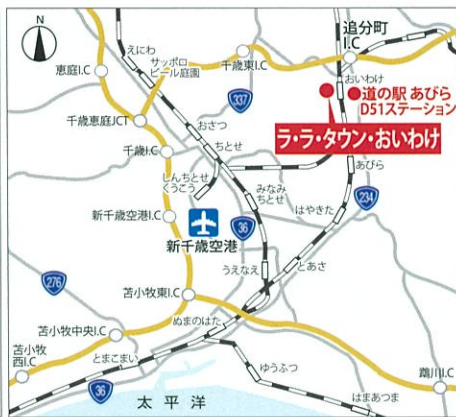 N
追分町
I.C
えにわ
サッポロ
ビール庭園
千歳東I.C
恵庭I.C
おいわけ
337
道の駅 あびら
D51ステーション
千歳恵庭JCT
おさつ
ラ・ラ・タウン・おいわけ
千歳I.C
ちとせ
あびら
しんちとせ
くうこう
みなみ
ちとせ
はやきた
234
新千歳空港I.C
36
新千歳空港
うえなえ
とあさ
276
苫小牧東I.C
ぬまのはた
苫小牧中央I.C
苫小牧
西I.C
とまこまい
ゆうふつ
鵡川I.C
36
はまあつま
太平洋